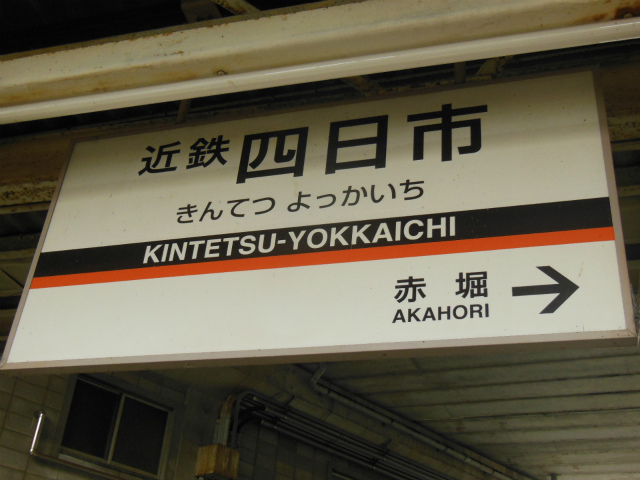 近鉄 四日市
きんてつ よっかいち
KINTETSU-YOKKAICHI
赤堀 →
AKAHORI